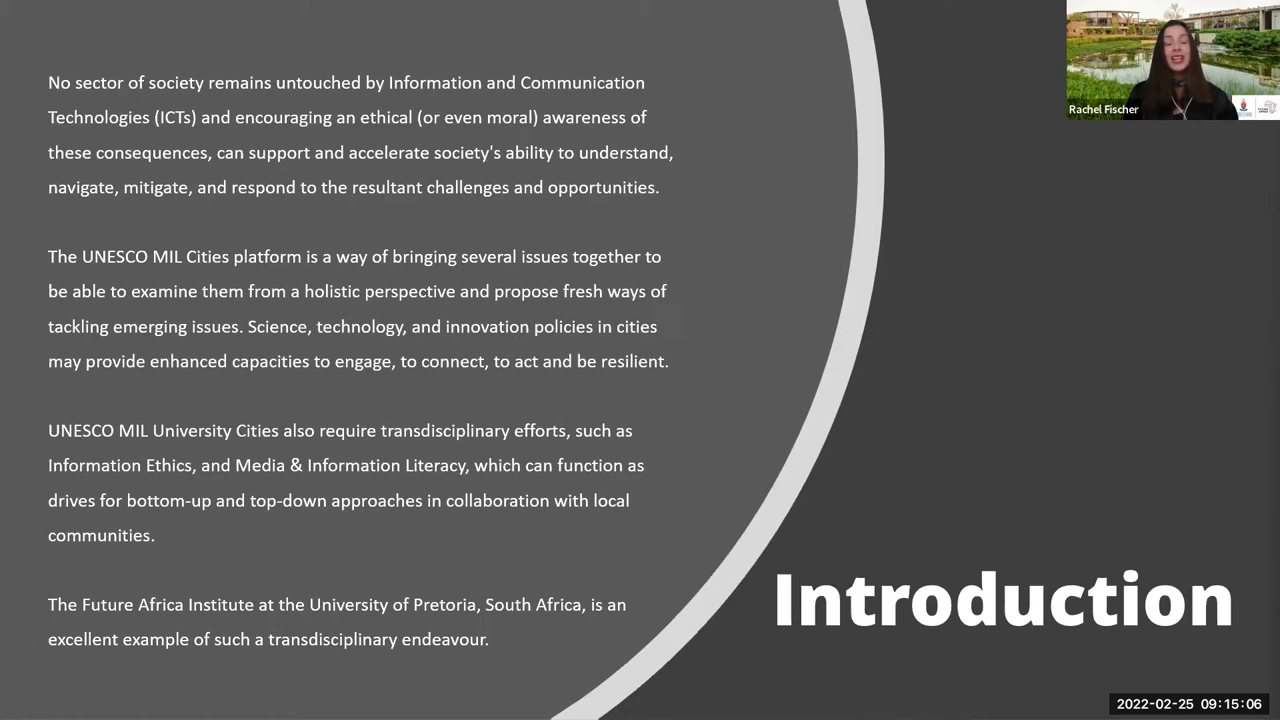 No sector of society remains untouched by Information and Communication
Technologies (ICTs) and encouraging an ethical (or even moral) awareness of
these consequences, can support and accelerate society's ability to understand,
navigate, mitigate, and respond to the resultant challenges and opportunities.
The UNESCO MIL Cities platform is a way of bringing several issues together to
be able to examine them from a holistic perspective and propose fresh ways of
tackling emerging issues. Science, technology, and innovation policies in cities
may provide enhanced capacities to engage, to connect, to act and be resilient.
UNESCO MIL University Cities also require transdisciplinary efforts, such as
Information Ethics, and Media & Information Literacy, which can function as
drives for bottom-up and top-down approaches in collaboration with local
communities.
The Future Africa Institute at the University of Pretoria, South Africa, is an
excellent example of such a transdisciplinary endeavour.
Introduction
Rachel Fischer
2022-02-25 09:15:06